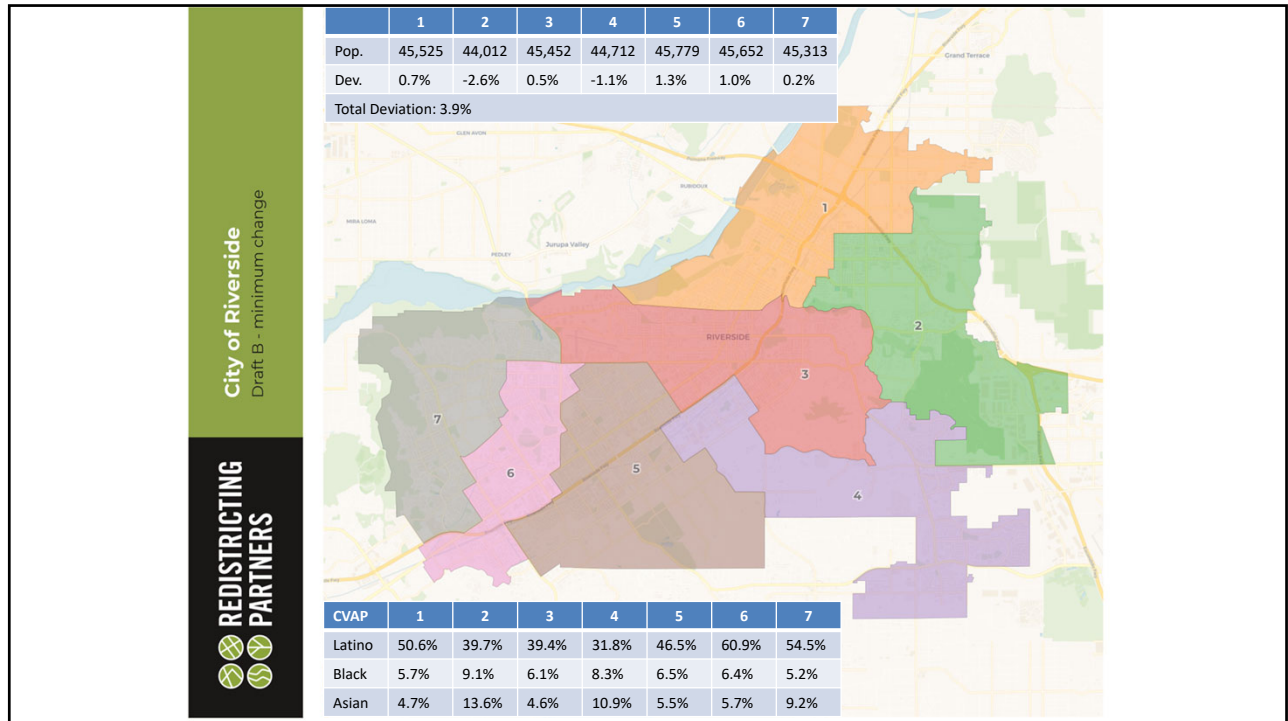 City of Riverside
Draft B - minimum change
REDISTRICTING
PARTNERS
1 2 3 4 5 6 7
Pop. 45,525 44,012 45,452 44,712 45,779 45,652 45,313
Dev. 0.7% -2.6% 0.5% -1.1% 1.3% 1.0% 0.2%
Total Deviation: 3.9%
Grand Terrace
GLEN AVON
RUBIDOUX
MIRA LOMA
1
Jurupa Valley
PEDLEY
2
RIVERSIDE
3
7
6
5
4
CVAP 1 2 3 4 5 6 7
Latino 50.6% 39.7% 39.4% 31.8% 46.5% 60.9% 54.5%
Black 5.7% 9.1% 6.1% 8.3% 6.5% 6.4% 5.2%
Asian 4.7% 13.6% 4.6% 10.9% 5.5% 5.7% 9.2%